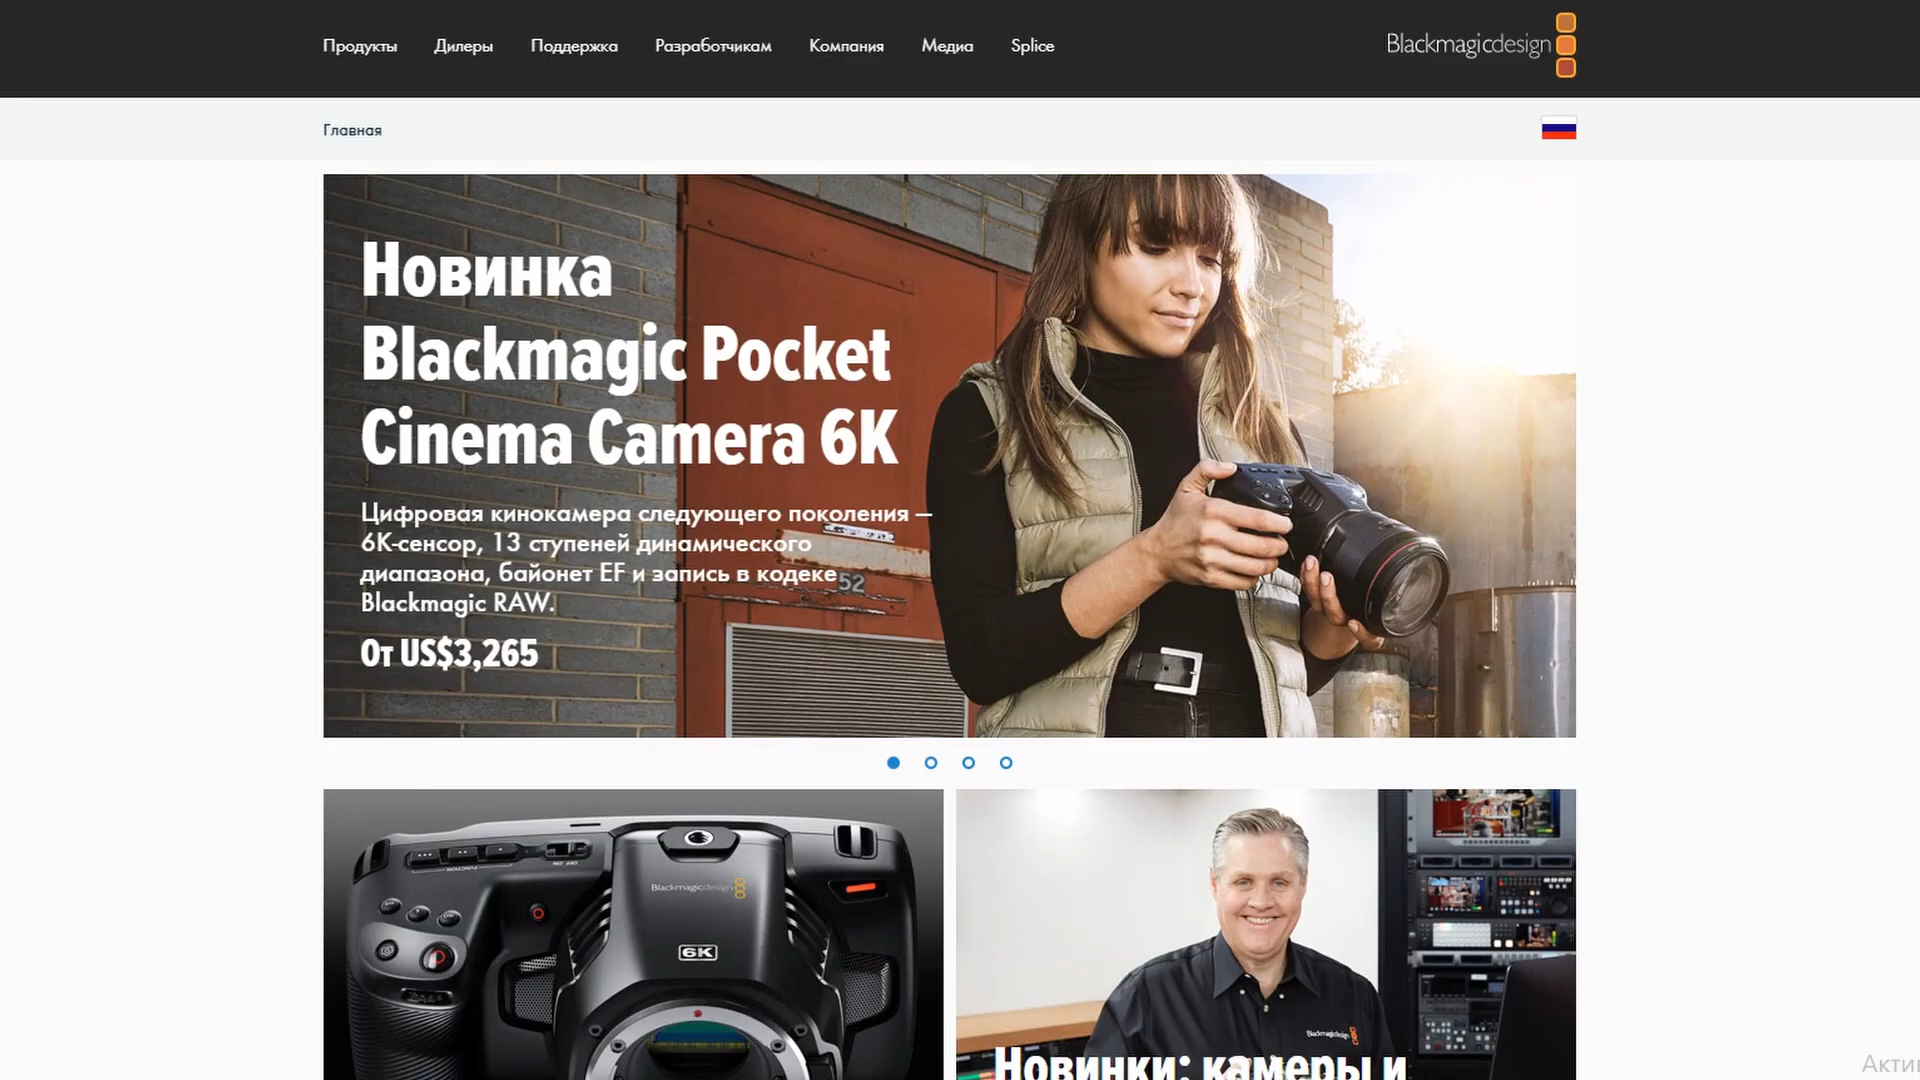 Продукты Дилеры Поддержка Разработчикам Компания Медиа Splice
Blackmagicdesign
Главная
Новинка
Blackmagic Pocket
Cinema Camera 6K
Цифровая кинокамера следующего поколения —
6K-сенсор, 13 ступеней динамического
диапазона, байонет EF и запись в кодеке
Blackmagic RAW.
От US$3,265
52
Blackmagicdesign
6K
Blackmagicdesign
Новинки: камеры и